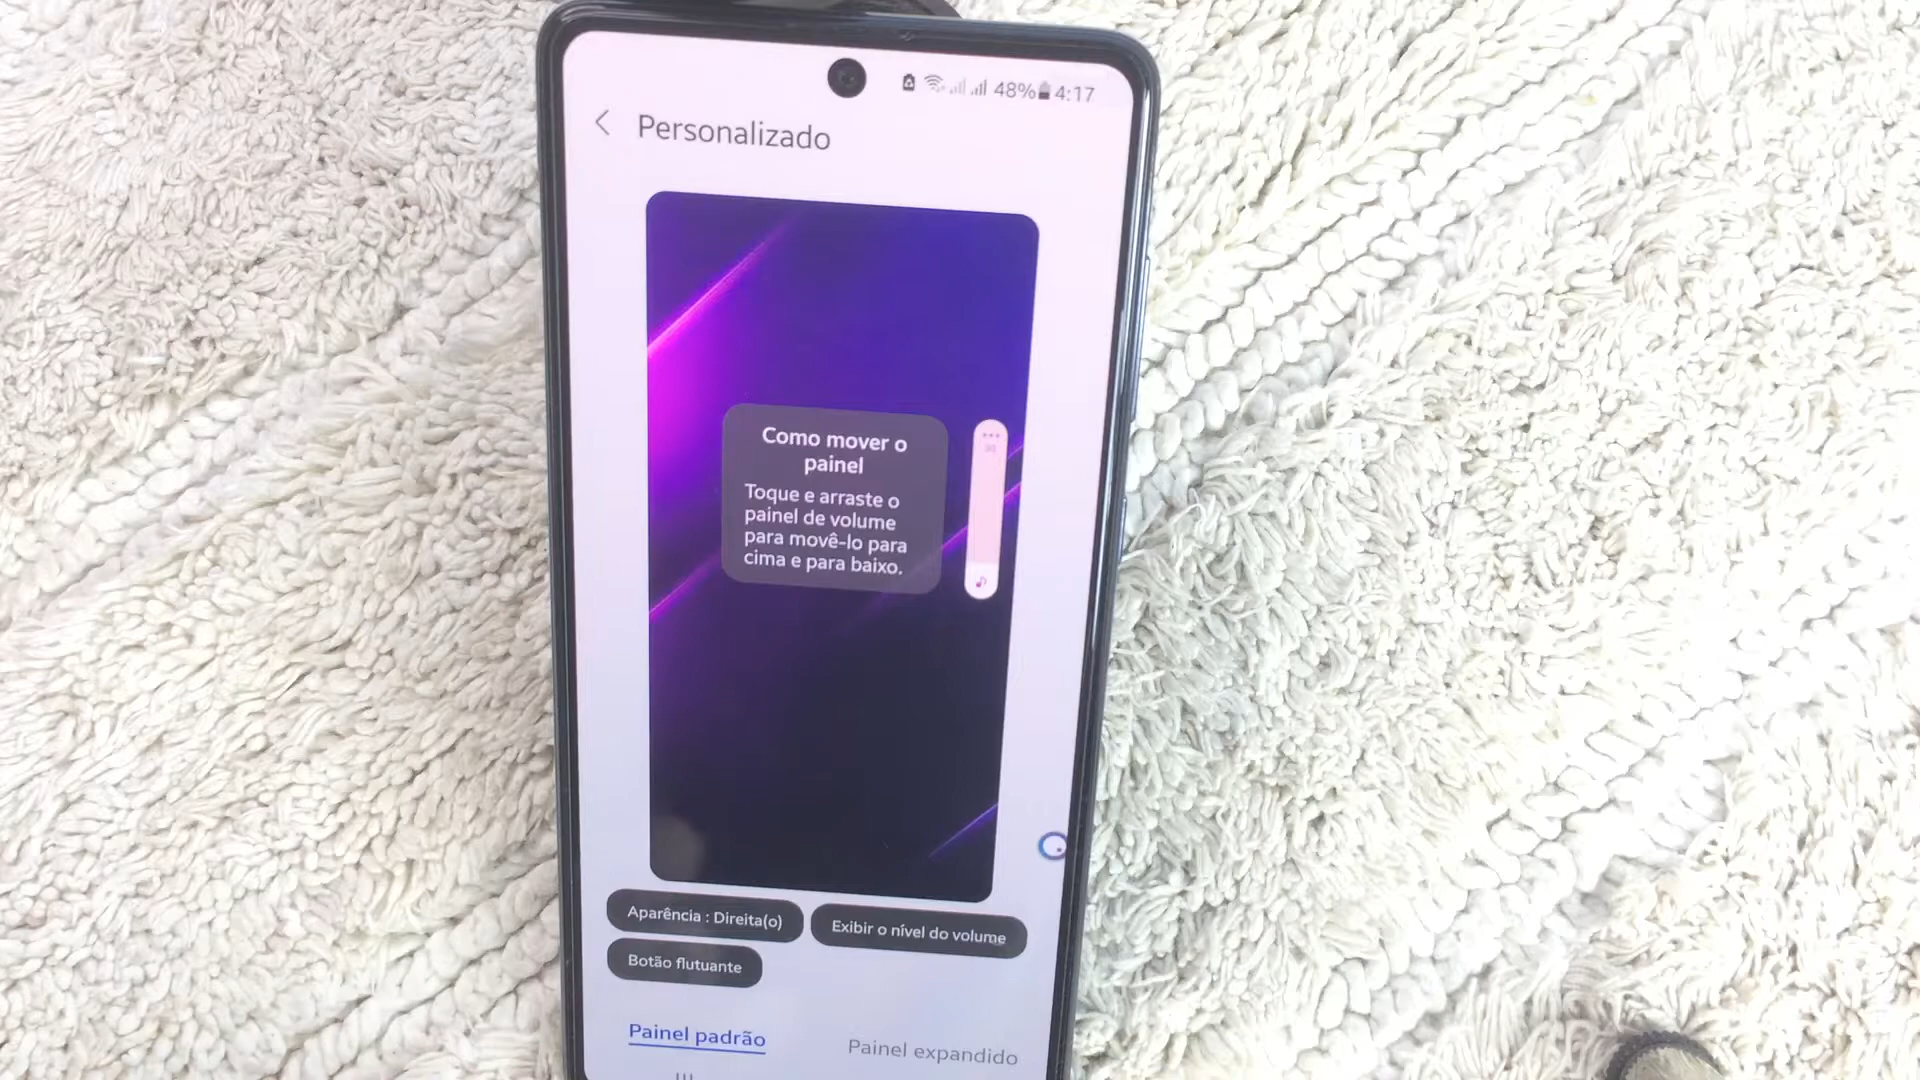 48% 4:17
Personalizado
Como mover o
painel
Toque e arraste o
painel de volume
para movê-lo para
cima e para baixo.
Aparência : Direita(o)
Exibir o nível do volume
Botão flutuante
Painel padrão
Painel expandido